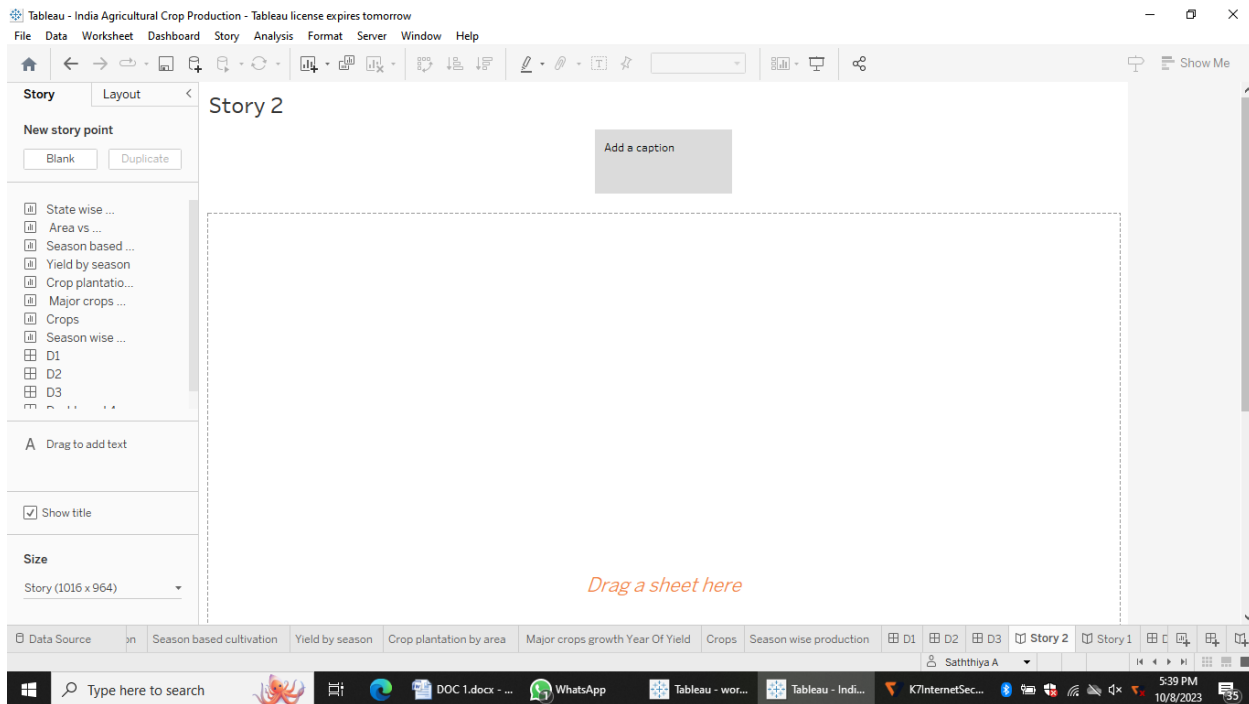 Tableau - India Agricultural Crop Production - Tableau license expires tomorrow
File Data Worksheet Dashboard Story Analysis Format Server Window Help
Show Me
Story Layout
New story point
Blank Duplicate
State wise ...
Area vs ...
Season based ...
Yield by season
Crop plantatio...
Major crops ...
Crops
Season wise ...
D1
D2
D3
A Drag to add text
Show title
Size
Story (1016 x 964)
Story 2
Add a caption
Drag a sheet here
Data Source on Season based cultivation Yield by season Crop plantation by area Major crops growth Year Of Yield Crops Season wise production D1 D2 D3 Story 2 Story 1
Saththiya A
Type here to search DOC 1.docx - ... WhatsApp Tableau - wor... Tableau - Indi... K7InternetSec... 5:39 PM
10/8/2023 35